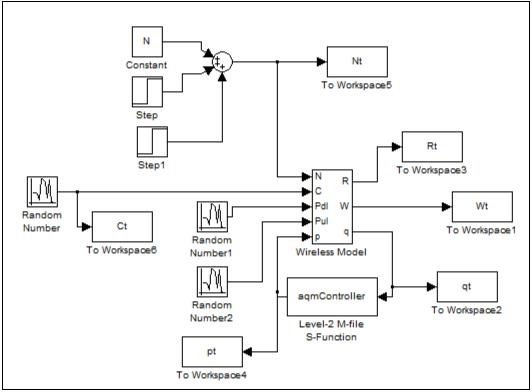 N
Constant
Step
Step1
Nt
To Workspace5
Rt
To Workspace3
Random
Number
Ct
To Workspace6
Random
Number1
Random
Number2
N
C
Pdl
Pul
p
R
W
q
Wireless Model
Wt
To Workspace1
aqmController
Level-2 M-file
S-Function
qt
To Workspace2
pt
To Workspace4